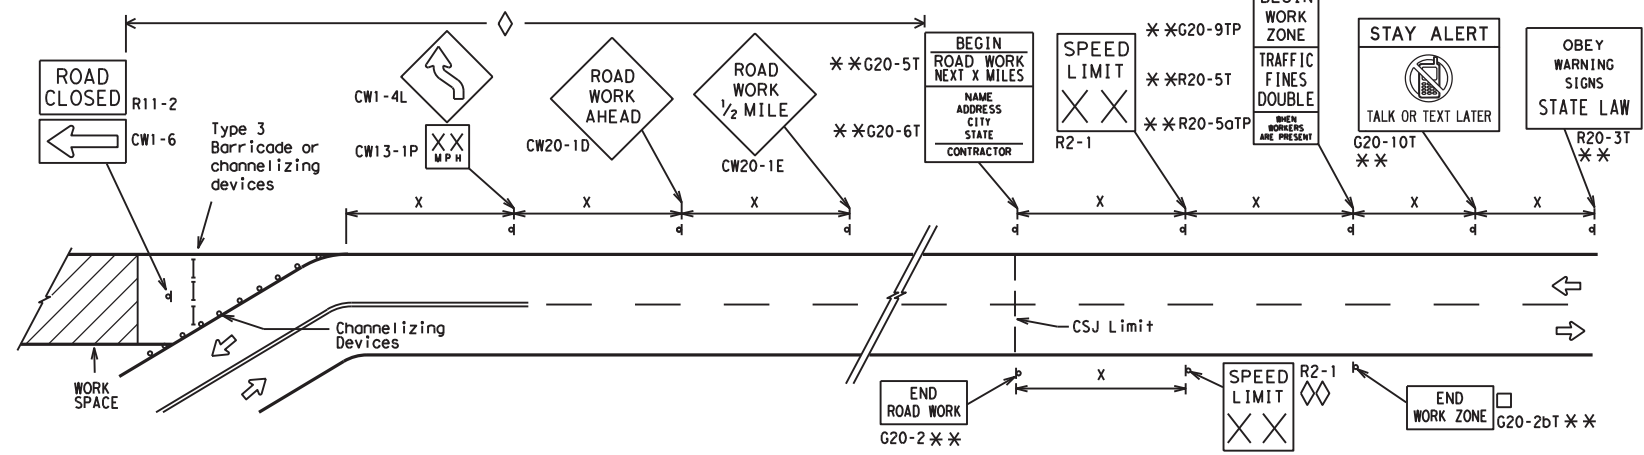 ROAD
CLOSED
R11-2
CW1-6
Type 3
Barricade or
channelizing
devices
CW1-4L
XX
MPH
CW13-1P
ROAD
WORK
AHEAD
CW20-1D
ROAD
WORK
1/2 MILE
CW20-1E
**G20-5T
BEGIN
ROAD WORK
NEXT X MILES
**G20-6T
NAME
ADDRESS
CITY
STATE
CONTRACTOR
SPEED
LIMIT
XX
R2-1
**G20-9TP
BEGIN
WORK
ZONE
**R20-5T
TRAFFIC
FINES
DOUBLE
**R20-5aTP
WHEN
WORKERS
ARE PRESENT
STAY ALERT
TALK OR TEXT LATER
G20-10T
**
OBEY
WARNING
SIGNS
STATE LAW
R20-3T
**
X
X
X
X
X
X
X
Channelizing
Devices
WORK
SPACE
CSJ Limit
END
ROAD WORK
G20-2**
X
SPEED
LIMIT
XX
R2-1
END
WORK ZONE
G20-2bT **